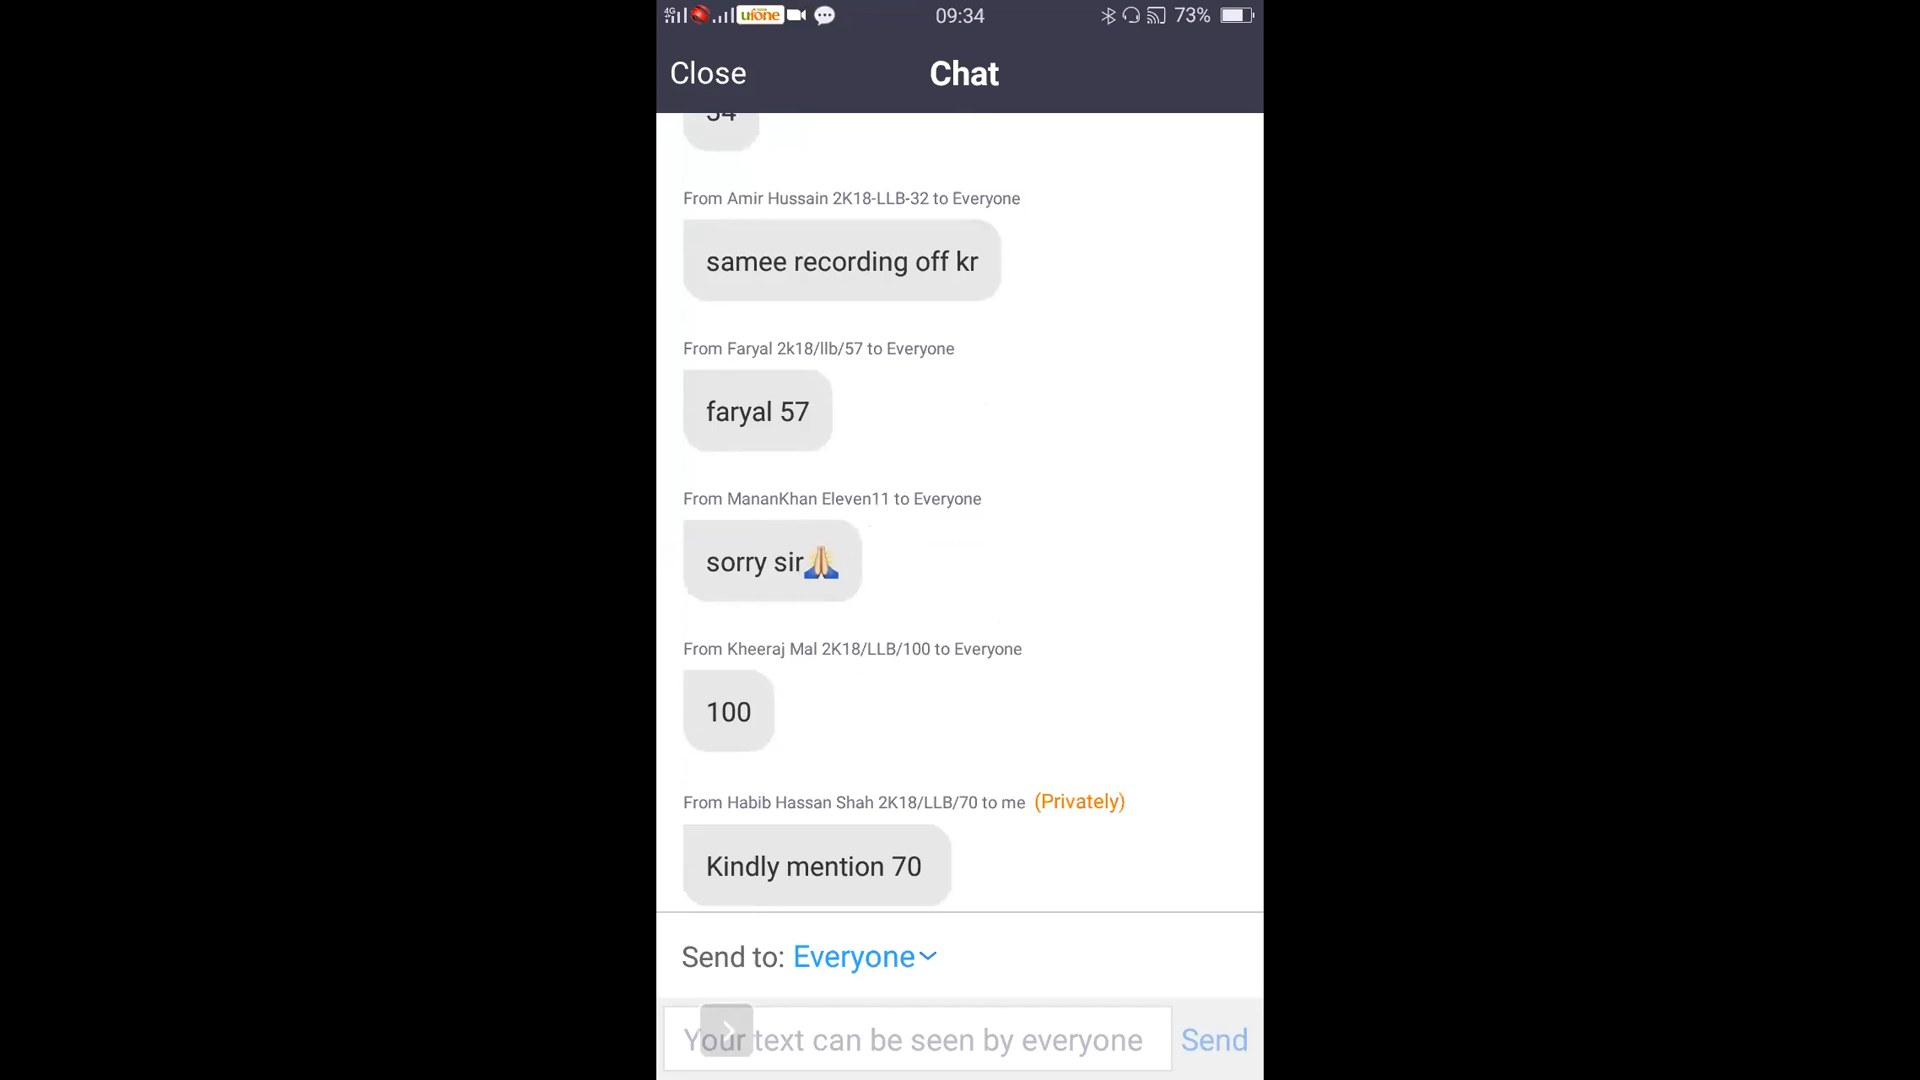 4G ufone 09:34 73%
Close Chat
34
From Amir Hussain 2K18-LLB-32 to Everyone
samee recording off kr
From Faryal 2k18/llb/57 to Everyone
faryal 57
From MananKhan Eleven11 to Everyone
sorry sir🙏
From Kheeraj Mal 2K18/LLB/100 to Everyone
100
From Habib Hassan Shah 2K18/LLB/70 to me (Privately)
Kindly mention 70
Send to: Everyone
Your text can be seen by everyone Send